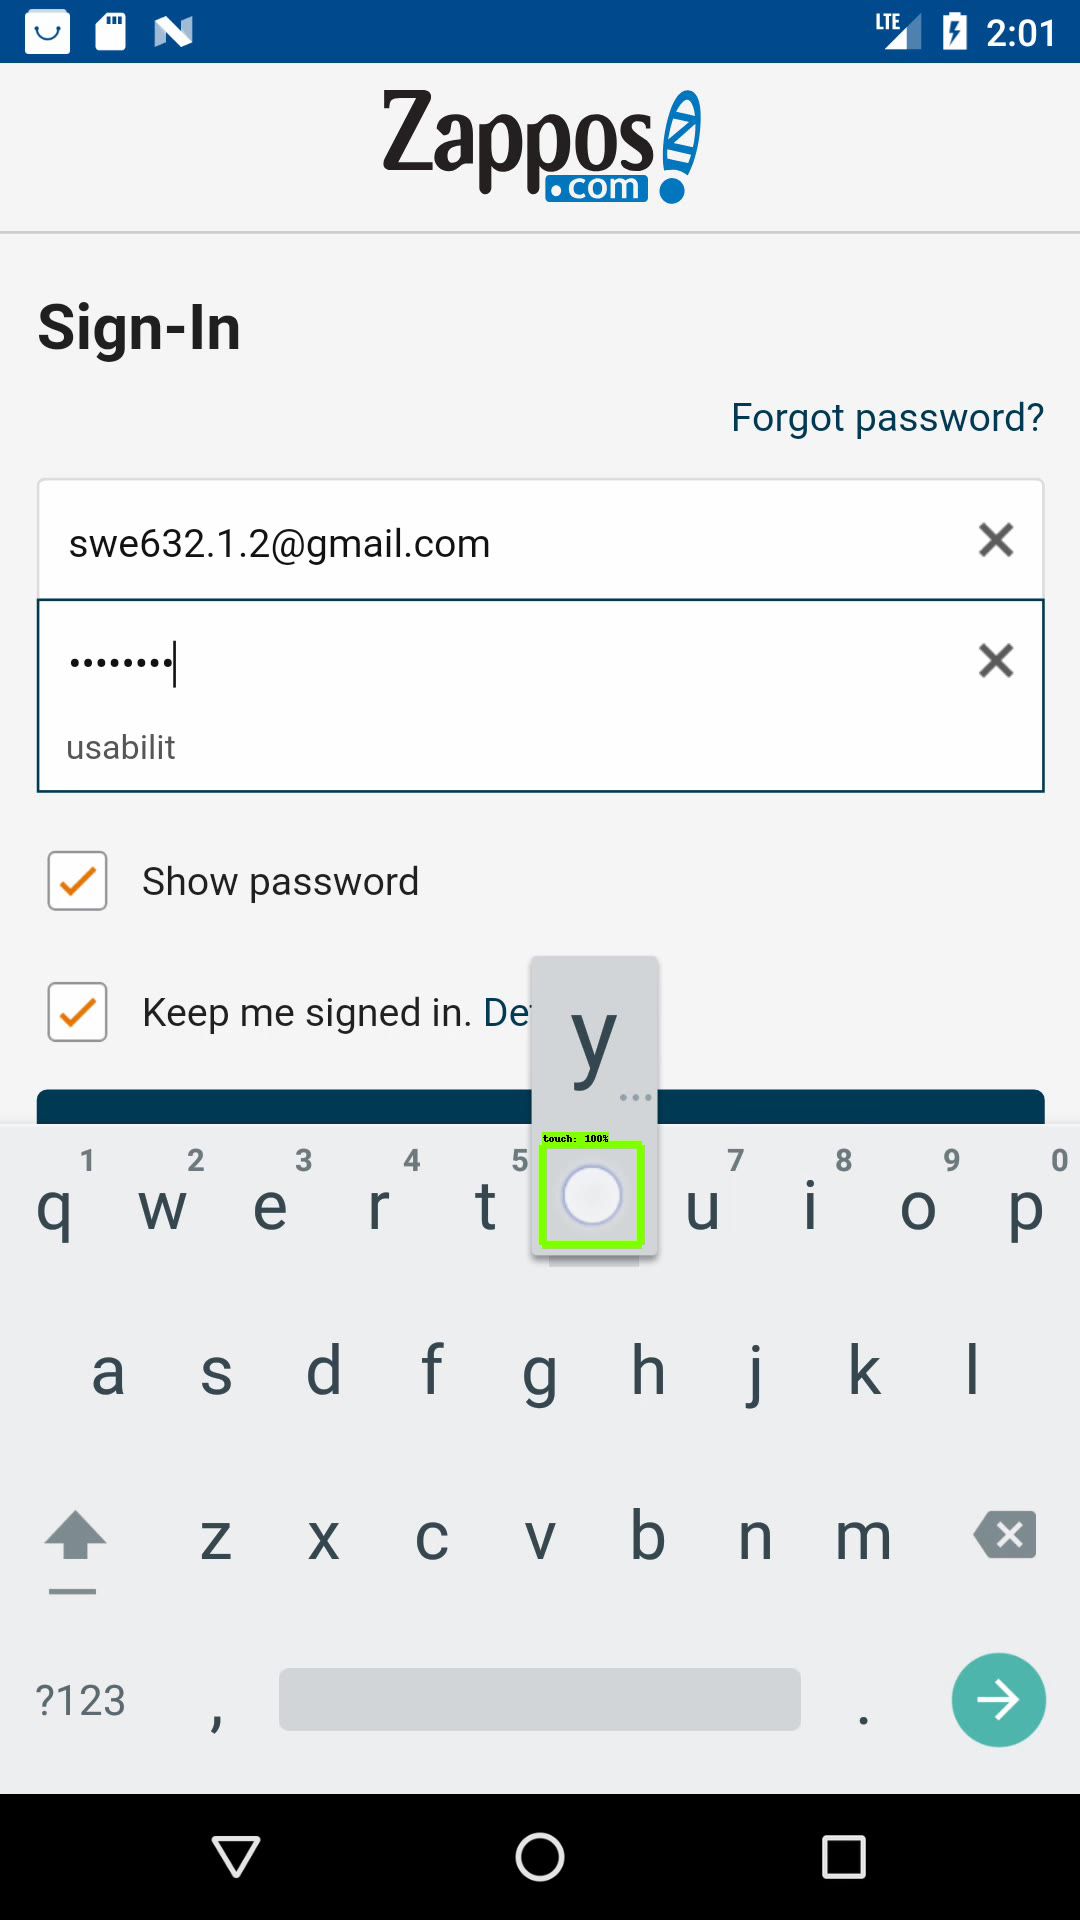 LTE 2:01
Zappos
.com
Sign-In
Forgot password?
swe632.1.2@gmail.com
••••••••
usabilit
Show password
Keep me signed in. De
y
...
touch: 100%
1 2 3 4 5 7 8 9 0
q w e r t u i o p
a s d f g h j k l
z x c v b n m
?123 , .